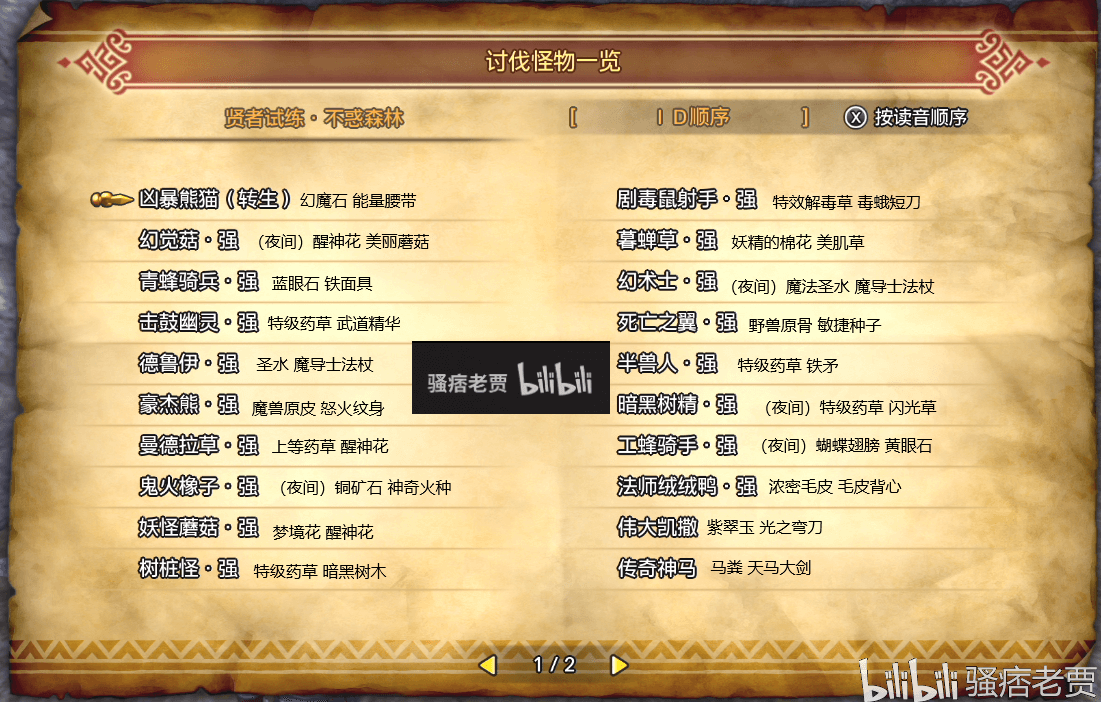 讨伐怪物一览
贤者试练·不惑森林
[ ID顺序 ]
Ⓧ 按读音顺序
凶暴熊猫（转生）幻魔石 能量腰带
幻觉菇·强 （夜间）醒神花 美丽蘑菇
青蜂骑兵·强 蓝眼石 铁面具
击鼓幽灵·强 特级药草 武道精华
德鲁伊·强 圣水 魔导士法杖
豪杰熊·强 魔兽原皮 怒火纹身
曼德拉草·强 上等药草 醒神花
鬼火橡子·强 （夜间）铜矿石 神奇火种
妖怪蘑菇·强 梦境花 醒神花
树桩怪·强 特级药草 暗黑树木
剧毒鼠射手·强 特效解毒草 毒蛾短刀
暮蝉草·强 妖精的棉花 美肌草
幻术士·强 （夜间）魔法圣水 魔导士法杖
死亡之翼·强 野兽原骨 敏捷种子
半兽人·强 特级药草 铁矛
暗黑树精·强 （夜间）特级药草 闪光草
工蜂骑手·强 （夜间）蝴蝶翅膀 黄眼石
法师绒绒鸭·强 浓密毛皮 毛皮背心
伟大凯撒 紫翠玉 光之弯刀
传奇神马 马粪 天马大剑
骚痞老贾 bilibili
1/2
bilibili 骚痞老贾